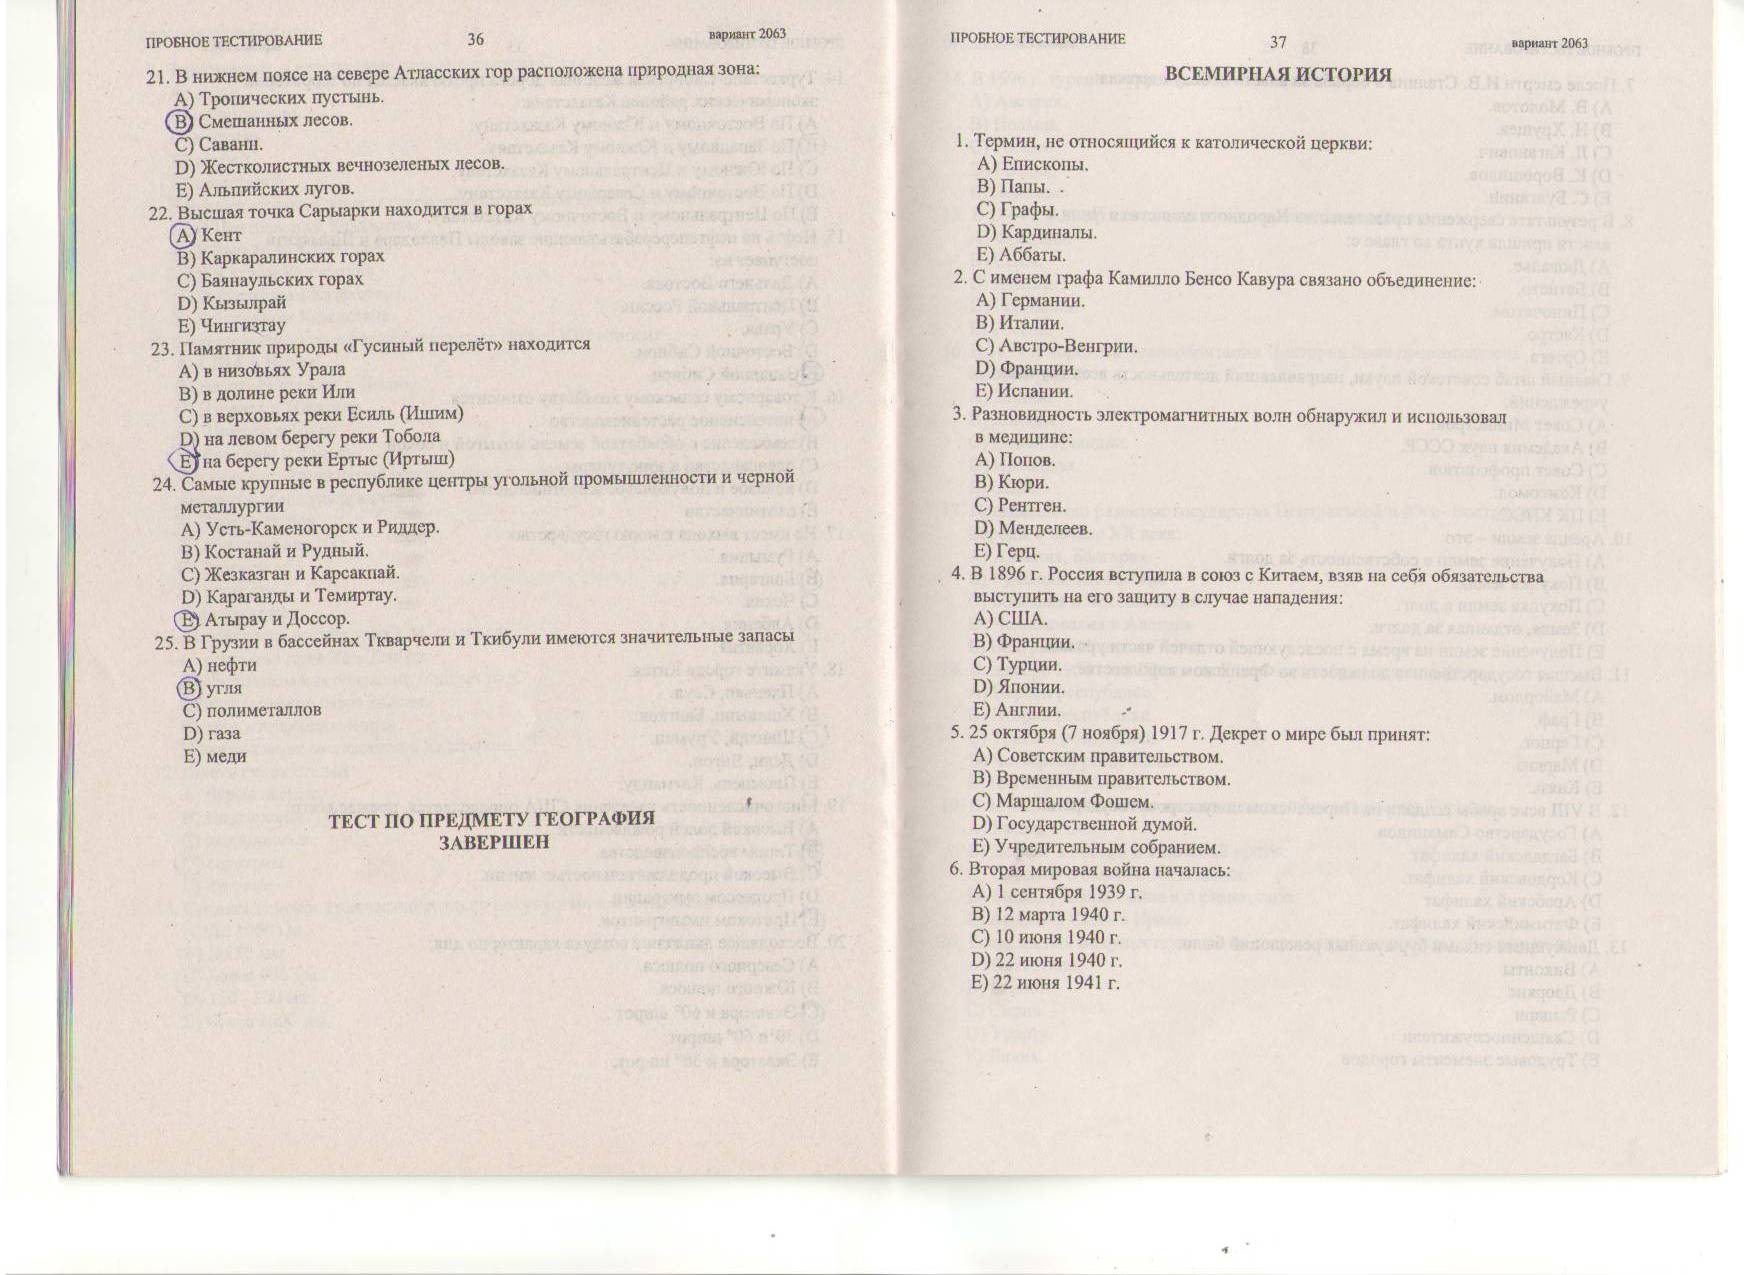 ПРОБНОЕ ТЕСТИРОВАНИЕ 36 вариант 2063
21. В нижнем поясе на севере Атласских гор расположена природная зона:
A) Тропических пустынь.
B) Смешанных лесов.
C) Саванн.
D) Жестколистных вечнозеленых лесов.
E) Альпийских лугов.
22. Высшая точка Сарыарки находится в горах
A) Кент
B) Каркаралинских горах
C) Баянаульских горах
D) Кызылрай
E) Чингизтау
23. Памятник природы «Гусиный перелёт» находится
A) в низовьях Урала
B) в долине реки Или
C) в верховьях реки Есиль (Ишим)
D) на левом берегу реки Тобола
E) на берегу реки Ертыс (Иртыш)
24. Самые крупные в республике центры угольной промышленности и черной
металлургии
A) Усть-Каменогорск и Риддер.
B) Костанай и Рудный.
C) Жезказган и Карсакпай.
D) Караганды и Темиртау.
E) Атырау и Доссор.
25. В Грузии в бассейнах Ткварчели и Ткибули имеются значительные запасы
A) нефти
B) угля
C) полиметаллов
D) газа
E) меди
ТЕСТ ПО ПРЕДМЕТУ ГЕОГРАФИЯ
ЗАВЕРШЕН
ПРОБНОЕ ТЕСТИРОВАНИЕ 37 вариант 2063
ВСЕМИРНАЯ ИСТОРИЯ
1. Термин, не относящийся к католической церкви:
A) Епископы.
B) Папы.
C) Графы.
D) Кардиналы.
E) Аббаты.
2. С именем графа Камилло Бенсо Кавура связано объединение:
A) Германии.
B) Италии.
C) Австро-Венгрии.
D) Франции.
E) Испании.
3. Разновидность электромагнитных волн обнаружил и использовал
в медицине:
A) Попов.
B) Кюри.
C) Рентген.
D) Менделеев.
E) Герц.
4. В 1896 г. Россия вступила в союз с Китаем, взяв на себя обязательства
выступить на его защиту в случае нападения:
A) США.
B) Франции.
C) Турции.
D) Японии.
E) Англии.
5. 25 октября (7 ноября) 1917 г. Декрет о мире был принят:
A) Советским правительством.
B) Временным правительством.
C) Маршалом Фошем.
D) Государственной думой.
E) Учредительным собранием.
6. Вторая мировая война началась:
A) 1 сентября 1939 г.
B) 12 марта 1940 г.
C) 10 июня 1940 г.
D) 22 июня 1940 г.
E) 22 июня 1941 г.